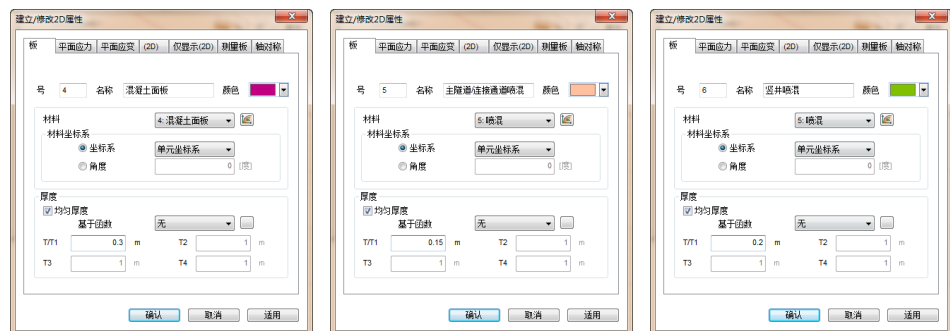 建立/修改2D属性
板 平面应力 平面应变 (2D) 仅显示(2D) 测量板 轴对称
号 4 名称 混凝土面板 颜色
材料 4: 混凝土面板
材料坐标系
坐标系 单元坐标系
角度 0 [度]
厚度
均匀厚度
基于函数 无
T/T1 0.3 m T2 1 m
T3 1 m T4 1 m
确认 取消 适用
建立/修改2D属性
板 平面应力 平面应变 (2D) 仅显示(2D) 测量板 轴对称
号 5 名称 主隧道/连接通道喷混 颜色
材料 5: 喷混
材料坐标系
坐标系 单元坐标系
角度 0 [度]
厚度
均匀厚度
基于函数 无
T/T1 0.15 m T2 1 m
T3 1 m T4 1 m
确认 取消 适用
建立/修改2D属性
板 平面应力 平面应变 (2D) 仅显示(2D) 测量板 轴对称
号 6 名称 竖井喷混 颜色
材料 5: 喷混
材料坐标系
坐标系 单元坐标系
角度 0 [度]
厚度
均匀厚度
基于函数 无
T/T1 0.2 m T2 1 m
T3 1 m T4 1 m
确认 取消 适用